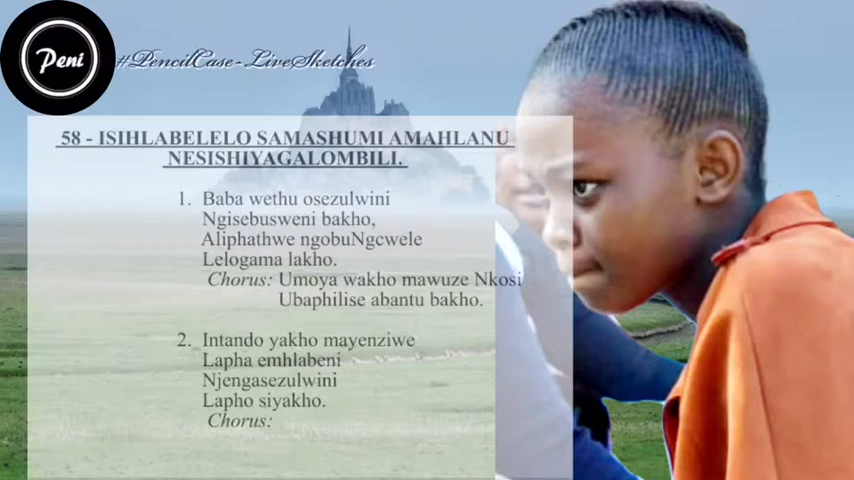 Peni
#PencilCase-LiveSketches
58 - ISIHLABELELO SAMASHUMI AMAHLANU
NESISHIYAGALOMBILI.
1. Baba wethu osezulwini
Ngisebusweni bakho,
Aliphathwe ngobuNgcwele
Lelogama lakho.
Chorus: Umoya wakho mawuze Nkosi
Ubaphilise abantu bakho.
2. Intando yakho mayenziwe
Lapha emhlabeni
Njengasezulwini
Lapho siyakho.
Chorus: